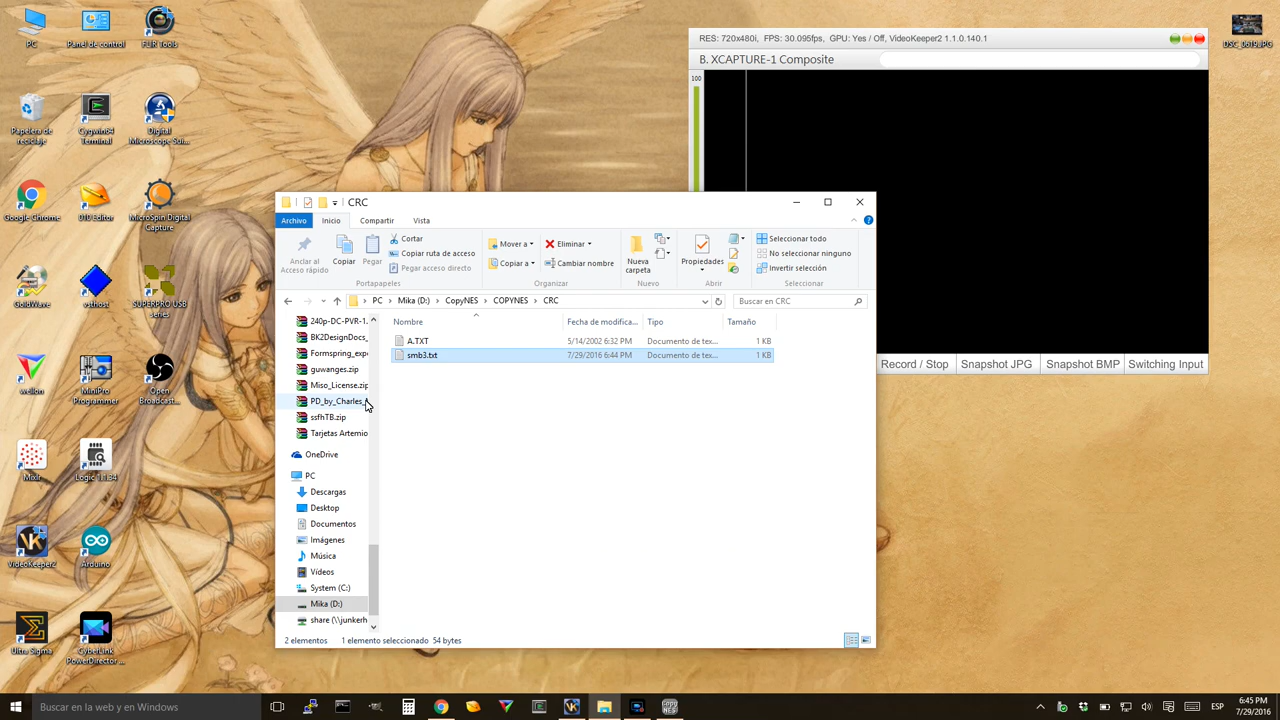 PC
Panel de control
FLIR Tools
Papelera de
reciclaje
Cygwin64
Terminal
Digital
Microscope Sui...
Google Chrome
010 Editor
MicroSpin Digital
Capture
GoldWave
vsthost
SUPERPRO USB
series
wellon
MiniPro
Programmer
Open
Broadcast...
Mixlr
Logic 1.1.34
VideoKeeper2
Arduino
Ultra Sigma
CyberLink
PowerDirector ...
DSC_0619.JPG
RES: 720x480i, FPS: 30.095fps, GPU: Yes / Off, VideoKeeper2 1.1.0.140.1
B. XCAPTURE-1 Composite
100
Record / Stop
Snapshot JPG
Snapshot BMP
Switching Input
CRC
Archivo
Inicio
Compartir
Vista
Anclar al
Acceso rápido
Copiar
Pegar
Cortar
Copiar ruta de acceso
Pegar acceso directo
Portapapeles
Mover a
Copiar a
Eliminar
Cambiar nombre
Organizar
Nueva
carpeta
Nuevo
Propiedades
Abrir
Seleccionar todo
No seleccionar ninguno
Invertir selección
Seleccionar
PC > Mika (D:) > CopyNES > COPYNES > CRC
Buscar en CRC
Nombre
Fecha de modifica...
Tipo
Tamaño
A.TXT
5/14/2002 6:32 PM
Documento de tex...
1 KB
smb3.txt
7/29/2016 6:44 PM
Documento de tex...
1 KB
240p-DC-PVR-1.
BK2DesignDocs_
Formspring_exp
guwanges.zip
Miso_License.zip
PD_by_Charles_
ssfhTB.zip
Tarjetas Artemio
OneDrive
PC
Descargas
Desktop
Documentos
Imágenes
Música
Vídeos
System (C:)
Mika (D:)
share (\\junkerh
2 elementos
1 elemento seleccionado 54 bytes
Buscar en la web y en Windows
ESP
6:45 PM
7/29/2016